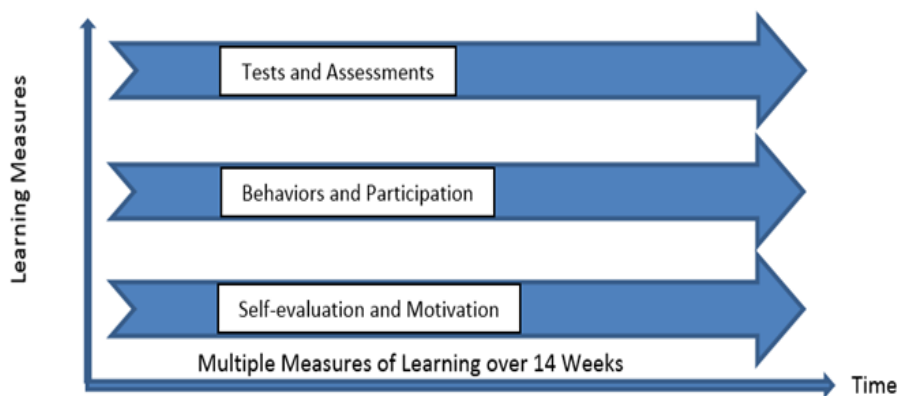 Learning Measures
Tests and Assessments
Behaviors and Participation
Self-evaluation and Motivation
Multiple Measures of Learning over 14 Weeks
Time